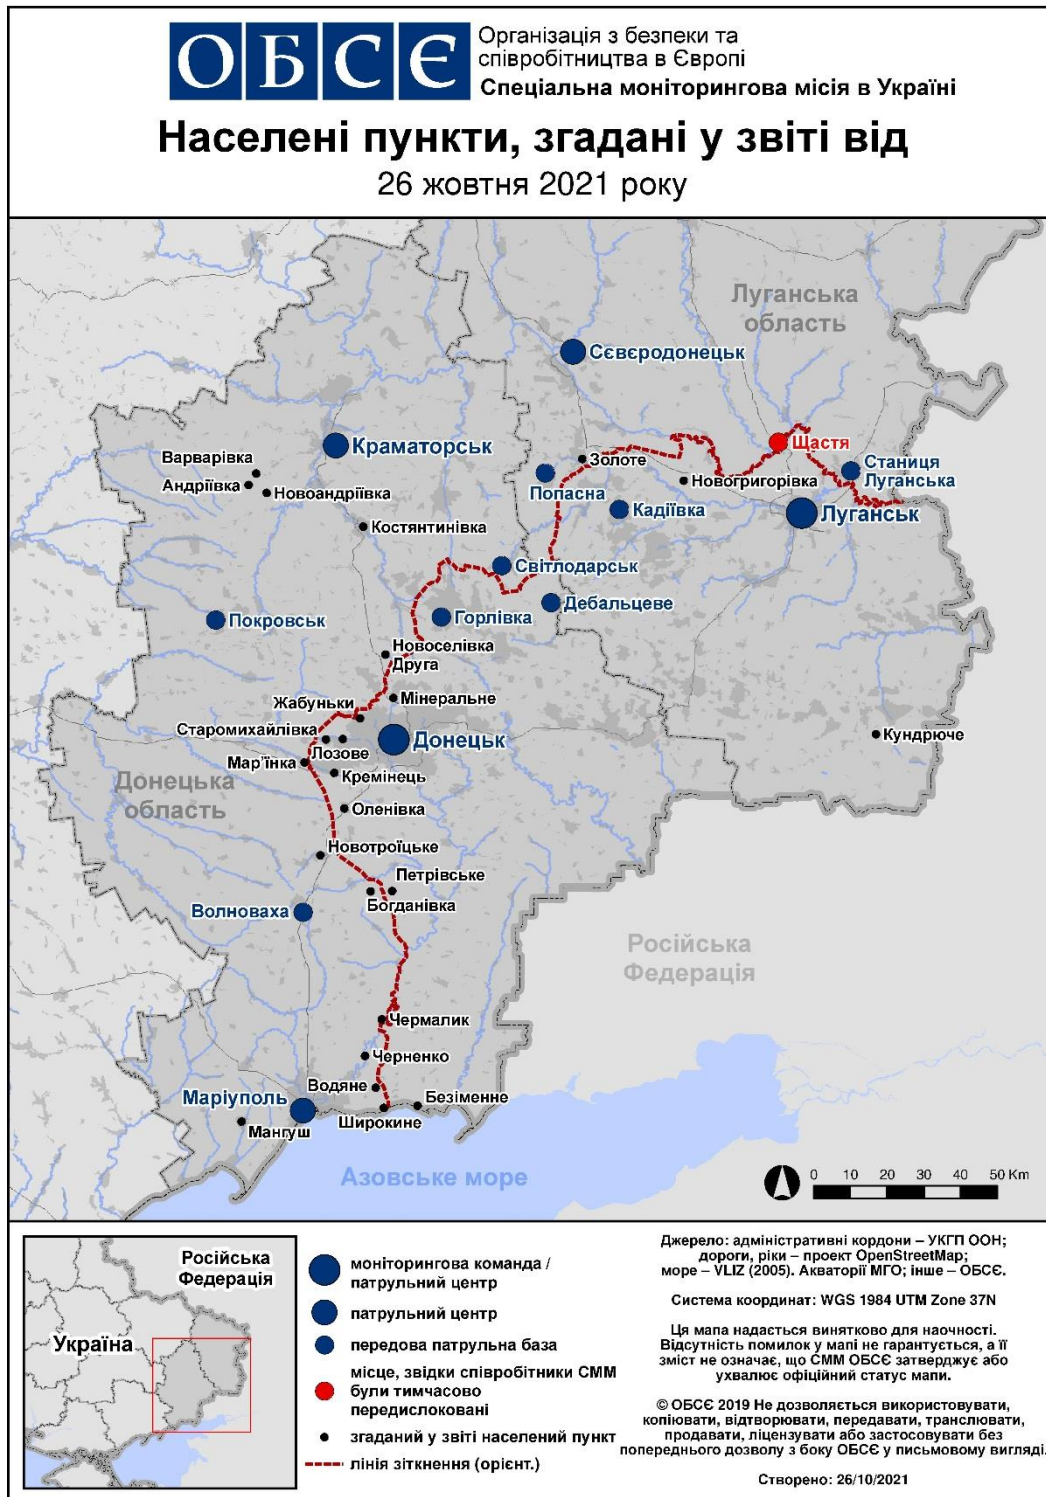 ОБСЄ
Організація з безпеки та
співробітництва в Європі
Спеціальна моніторингова місія в Україні
Населені пункти, згадані у звіті від
26 жовтня 2021 року
Луганська
область
Сєвєродонецьк
Краматорськ
Щастя
Варварівка
Андріївка
Новоандріївка
Золоте
Станиця
Луганська
Новогригорівка
Попасна
Кадіївка
Луганськ
Костянтинівка
Світлодарськ
Дебальцеве
Покровськ
Горлівка
Новоселівка
Друга
Мінеральне
Жабуньки
Старомихайлівка
Лозове
Донецьк
Кундрюче
Мар'їнка
Кремінець
Донецька
область
Оленівка
Новотроїцьке
Петрівське
Богданівка
Волноваха
Російська
Федерація
Чермалик
Черненко
Водяне
Маріуполь
Безіменне
Широкине
Мангуш
Азовське море
0 10 20 30 40 50 Km
Російська
Федерація
Україна
моніторингова команда /
патрульний центр
патрульний центр
передова патрульна база
місце, звідки співробітники СММ
були тимчасово
передислоковані
згаданий у звіті населений пункт
лінія зіткнення (орієнт.)
Джерело: адміністративні кордони – УКГП ООН;
дороги, ріки – проект OpenStreetMap;
море – VLIZ (2005). Акваторії МГО; інше – ОБСЄ.
Система координат: WGS 1984 UTM Zone 37N
Ця мапа надається винятково для наочності.
Відсутність помилок у мапі не гарантується, а її
зміст не означає, що СММ ОБСЄ затверджує або
ухвалює офіційний статус мапи.
© ОБСЄ 2019 Не дозволяється використовувати,
копіювати, відтворювати, передавати, транслювати,
продавати, ліцензувати або застосовувати без
попереднього дозволу з боку ОБСЄ у письмовому вигляді.
Створено: 26/10/2021